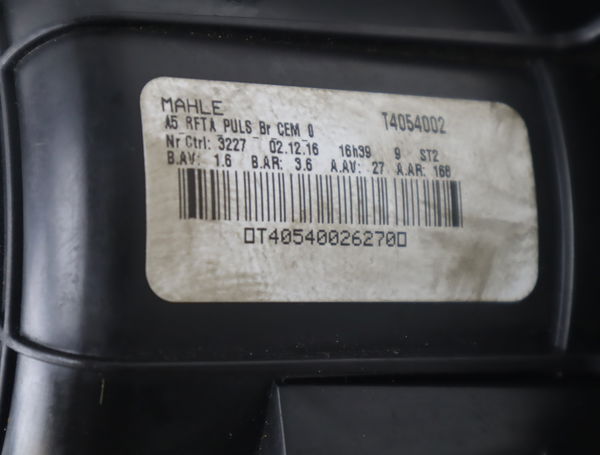 MAHLE
T4054002
A5 RFTA PULS Br CEM 0
Nr Ctrl: 3227 02.12.16 16h39 9 ST2
B.AV: 1.6 B.AR: 3.6 A.AV: 27 A.AR: 168
T40540026270